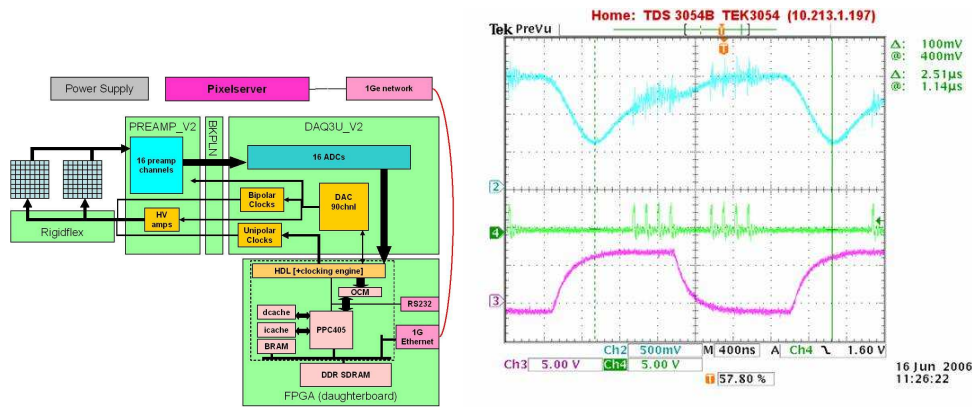 Power Supply
Pixelserver
1Ge network
PREAMP_V2
BKPLN
DAQ3U_V2
16 preamp
channels
16 ADCs
Bipolar
Clocks
DAC
90chnl
HV
amps
Unipolar
Clocks
Rigidflex
HDL [+clocking engine]
OCM
RS232
dcache
icache
BRAM
PPC405
1G
Ethernet
DDR SDRAM
FPGA (daughterboard)
Home: TDS 3054B TEK3054 (10.213.1.197)
Tek PreVu
T
T
Δ: 100mV
@: 400mV
Δ: 2.51µs
@: 1.14µs
2
4
3
Ch2 500mV M 400ns A Ch4 1.60 V
Ch3 5.00 V Ch4 5.00 V
T 57.80 %
16 Jun 2006
11:26:22